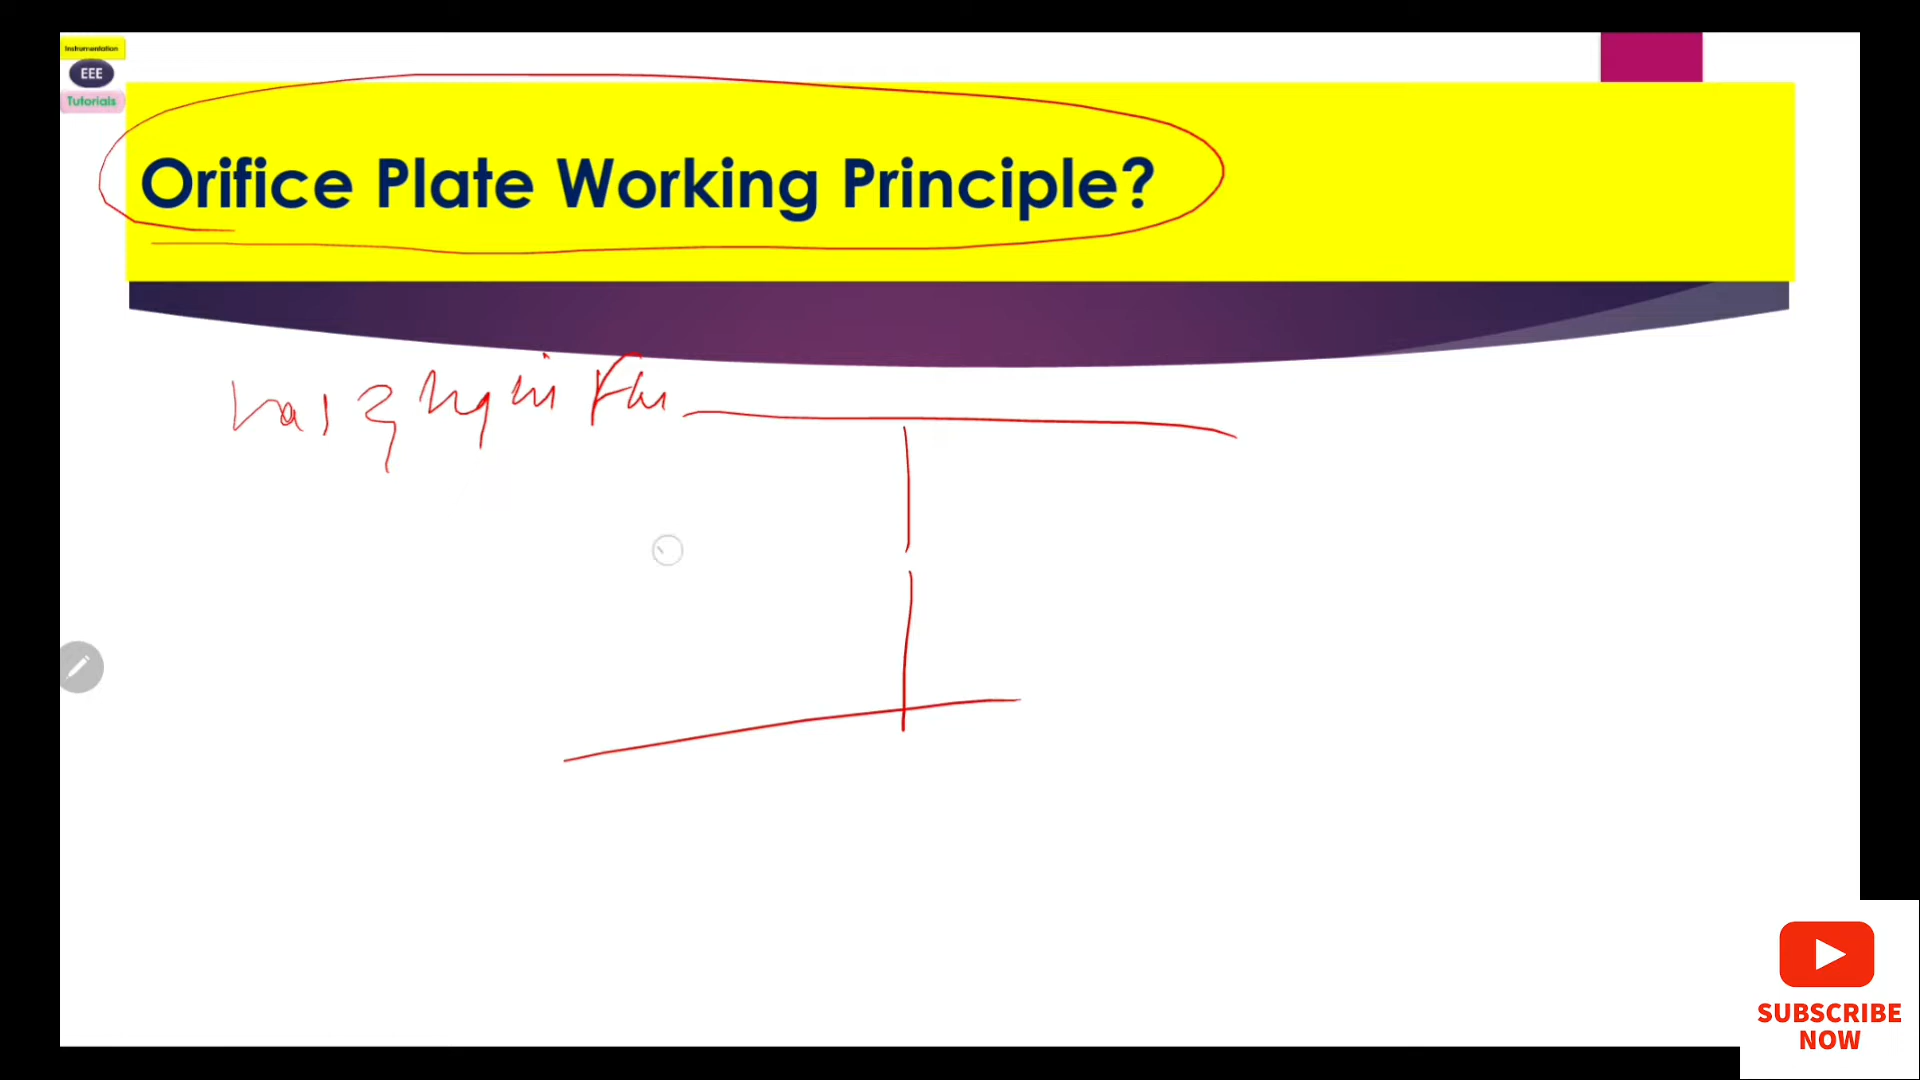 Instrumentation
EEE
Tutorials
Orifice Plate Working Principle?
SUBSCRIBE
NOW